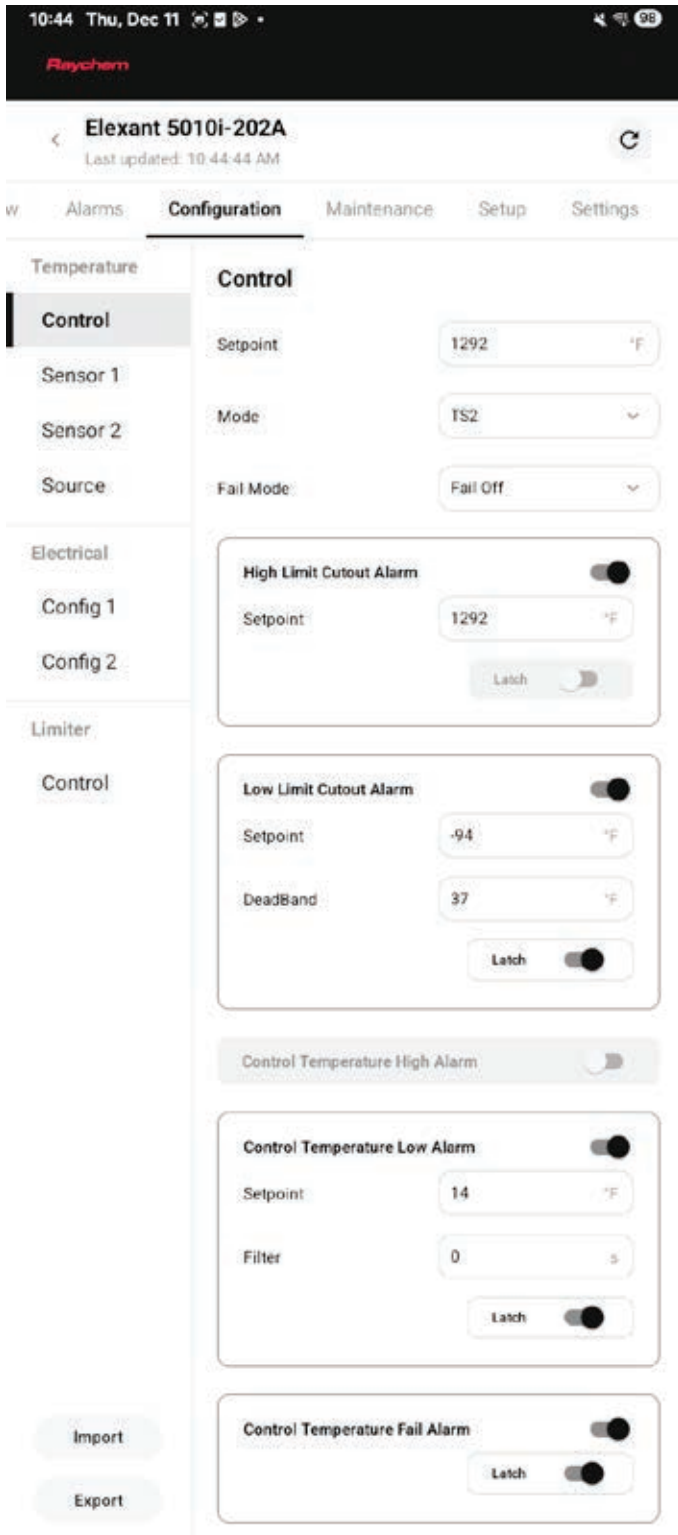 10:44 Thu, Dec 11
98
Raychem
Elexant 5010i-202A
Last updated: 10:44:44 AM
w Alarms Configuration Maintenance Setup Settings
Temperature
Control
Sensor 1
Sensor 2
Source
Electrical
Config 1
Config 2
Limiter
Control
Import
Export
Control
Setpoint 1292 °F
Mode TS2
Fail Mode Fail Off
High Limit Cutout Alarm
Setpoint 1292 °F
Latch
Low Limit Cutout Alarm
Setpoint -94 °F
DeadBand 37 °F
Latch
Control Temperature High Alarm
Control Temperature Low Alarm
Setpoint 14 °F
Filter 0 s
Latch
Control Temperature Fail Alarm
Latch